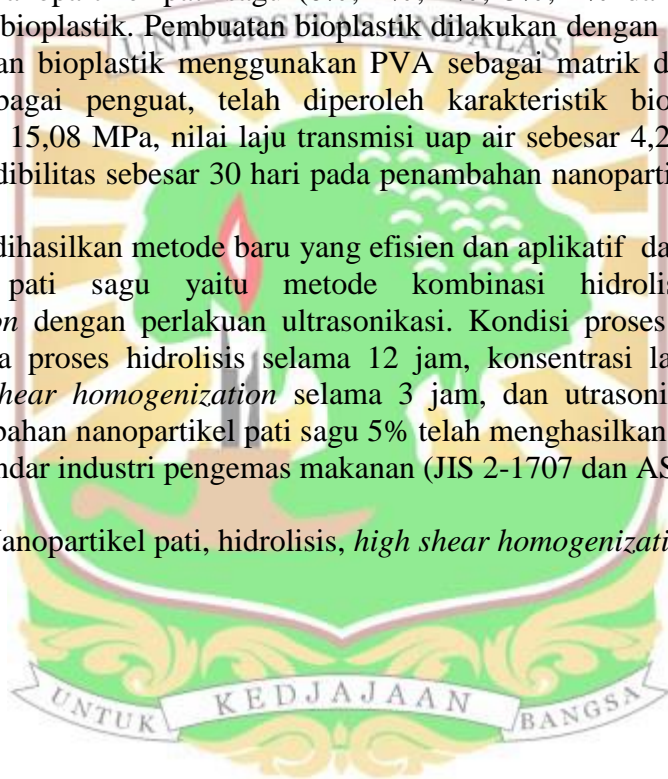 bioplastik. Pembuatan bioplastik dilakukan dengan
UNIVERSITAS ANDALAS
an bioplastik menggunakan PVA sebagai matrik d
bagai penguat, telah diperoleh karakteristik bio
15,08 MPa, nilai laju transmisi uap air sebesar 4,2
dibilitas sebesar 30 hari pada penambahan nanoparti
dihasilkan metode baru yang efisien dan aplikatif da
pati sagu yaitu metode kombinasi hidrolis
on dengan perlakuan ultrasonikasi. Kondisi proses
a proses hidrolisis selama 12 jam, konsentrasi la
shear homogenization selama 3 jam, dan utrasoni
bahan nanopartikel pati sagu 5% telah menghasilkan
ndar industri pengemas makanan (JIS 2-1707 dan AS
Nanopartikel pati, hidrolisis, high shear homogenizati
UNTUK KEDJAJAAN BANGSA